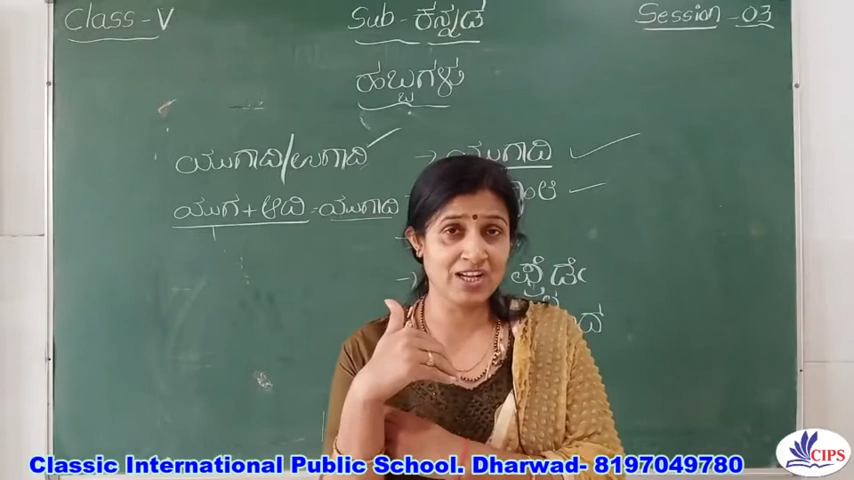 Class - V Sub - ಕನ್ನಡ Session - 03
ಹಬ್ಬಗಳು
ಯುಗಾದಿ/ಉಗಾದಿ → ಯುಗಾದಿ
ಯುಗ + ಆದಿ = ಯುಗಾದಿ
ಫ್ರೈಡೇ
Classic International Public School. Dharwad- 8197049780
CIPS